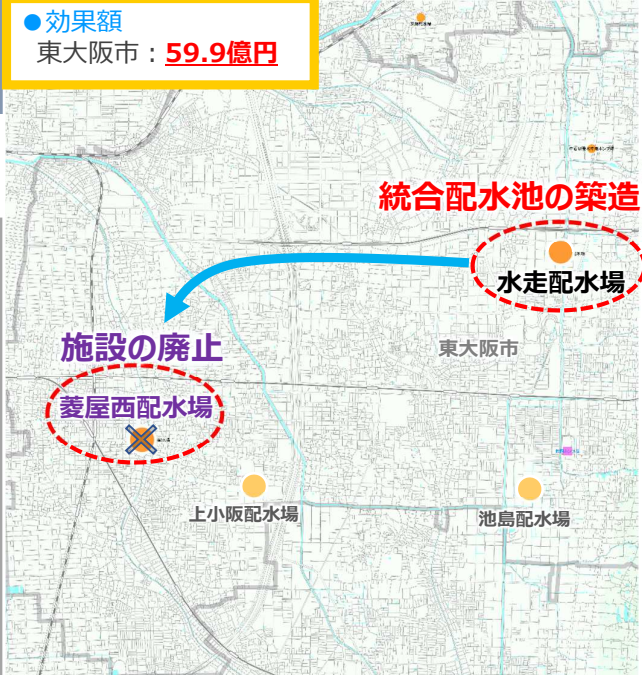 ●効果額
東大阪市：59.9億円
統合配水池の築造
水走配水場
施設の廃止
東大阪市
菱屋西配水場
上小阪配水場
池島配水場